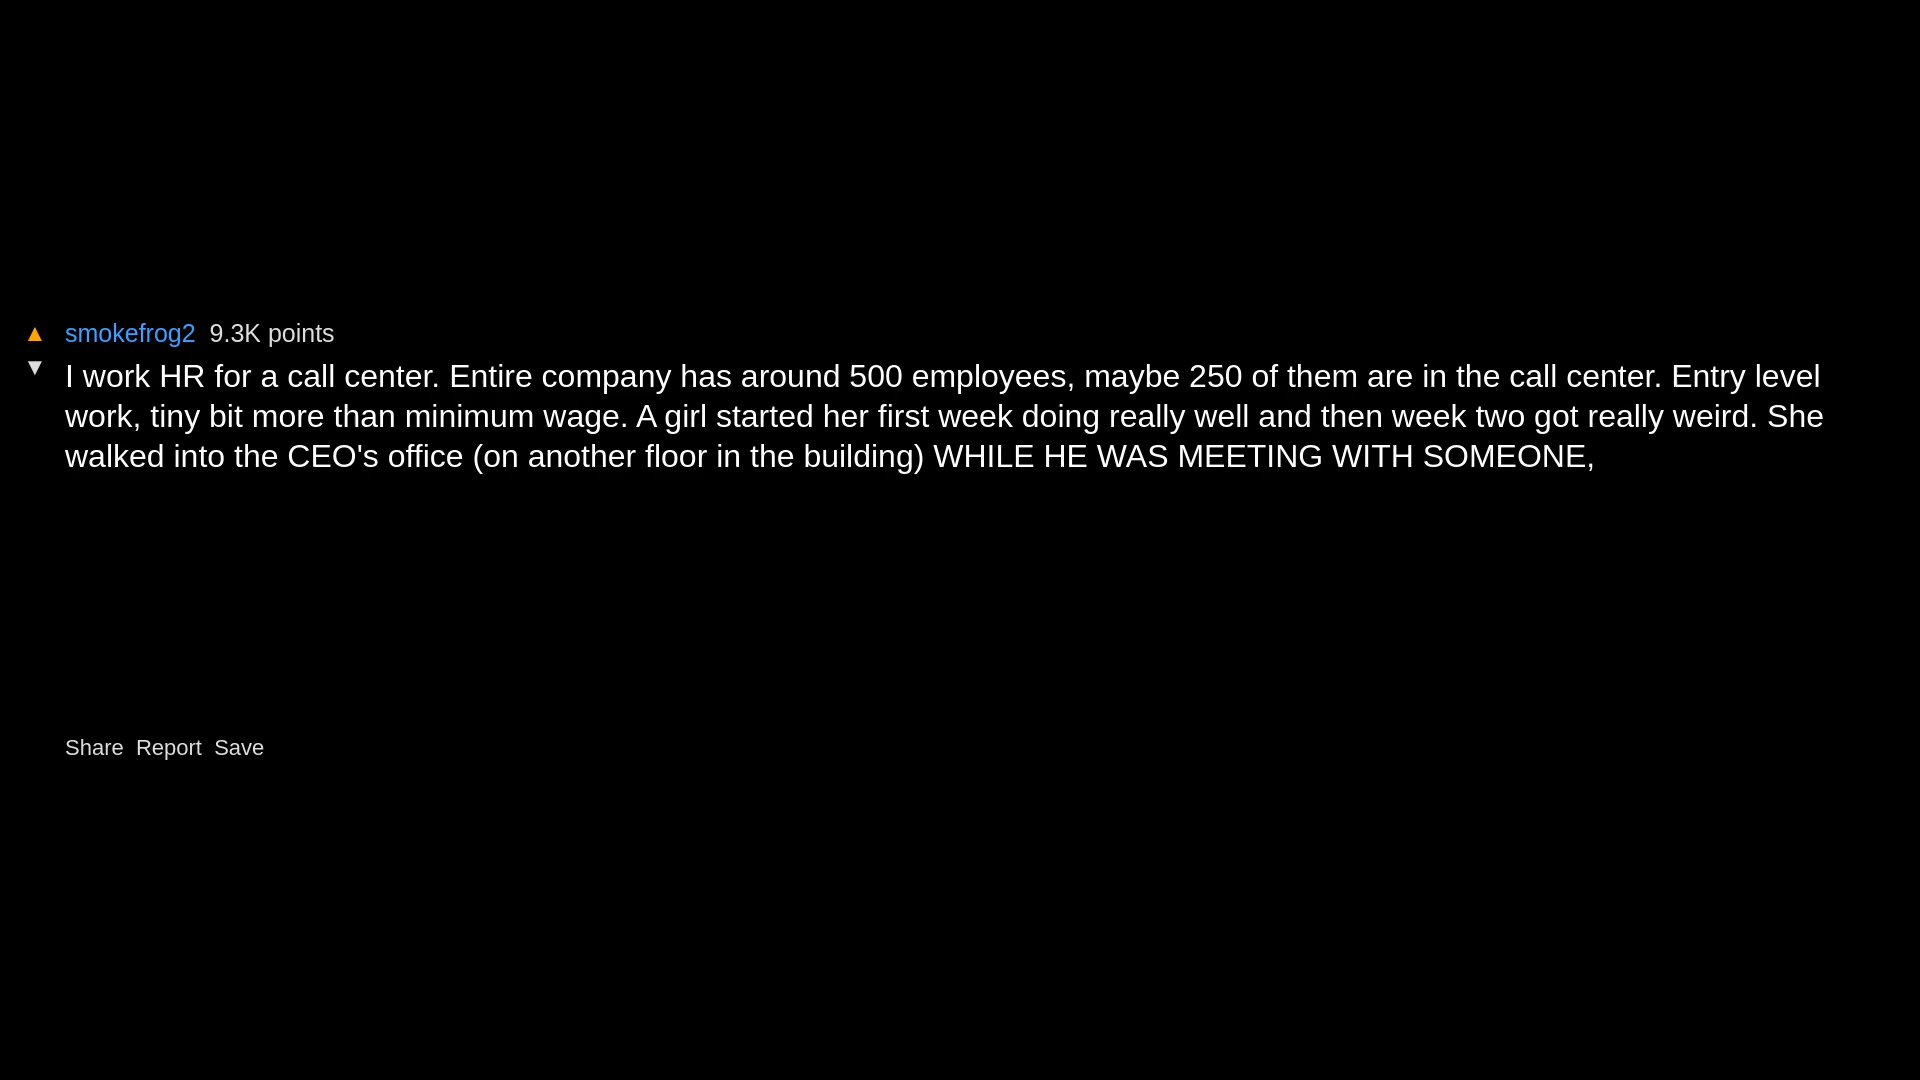 ▲ smokefrog2 9.3K points
▼ I work HR for a call center. Entire company has around 500 employees, maybe 250 of them are in the call center. Entry level
work, tiny bit more than minimum wage. A girl started her first week doing really well and then week two got really weird. She
walked into the CEO's office (on another floor in the building) WHILE HE WAS MEETING WITH SOMEONE,
Share Report Save